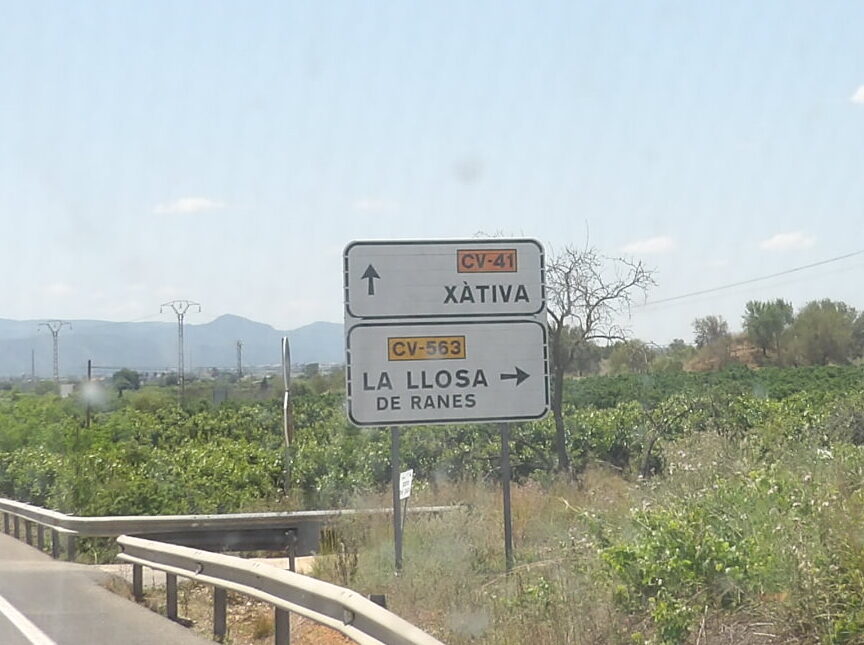 CV-41
XÀTIVA
CV-563
LA LLOSA
DE RANES